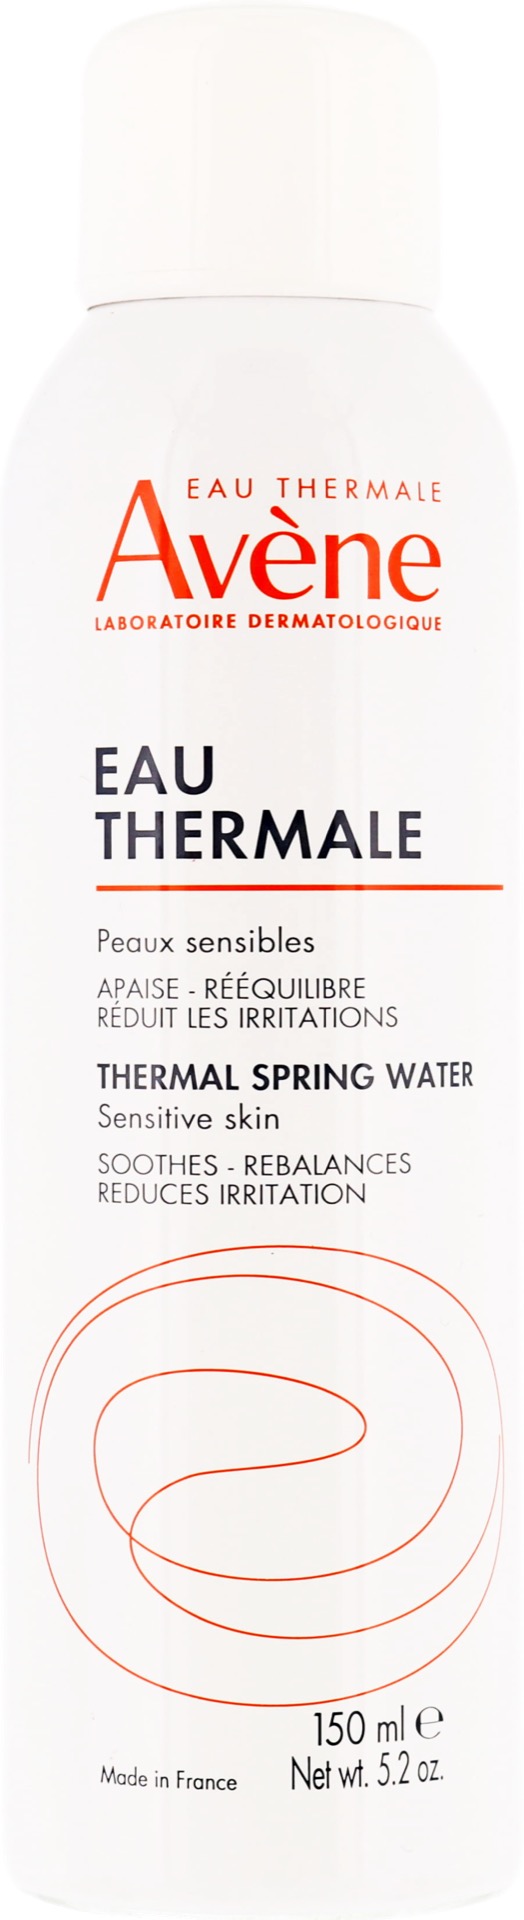 EAU THERMALE
Avène
LABORATOIRE DERMATOLOGIQUE
EAU
THERMALE
Peaux sensibles
APAISE - RÉÉQUILIBRE
RÉDUIT LES IRRITATIONS
THERMAL SPRING WATER
Sensitive skin
SOOTHES - REBALANCES
REDUCES IRRITATION
150 ml ℮
Made in France
Net wt. 5.2 oz.